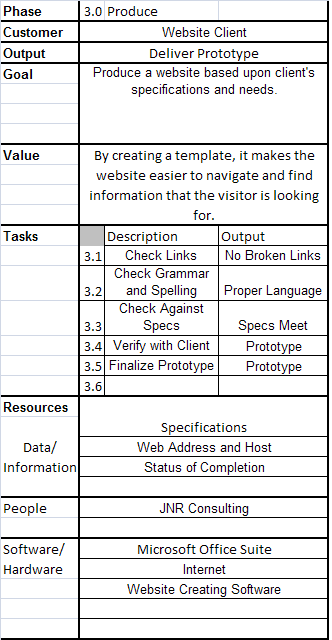 Phase 3.0 Produce
Customer Website Client
Output Deliver Prototype
Goal Produce a website based upon client's
specifications and needs.
Value By creating a template, it makes the
website easier to navigate and find
information that the visitor is looking
for.
Tasks Description Output
3.1 Check Links No Broken Links
Check Grammar
3.2 and Spelling Proper Language
Check Against
3.3 Specs Specs Meet
3.4 Verify with Client Prototype
3.5 Finalize Prototype Prototype
3.6
Resources
Specifications
Data/ Web Address and Host
Information Status of Completion
People JNR Consulting
Software/ Microsoft Office Suite
Hardware Internet
Website Creating Software